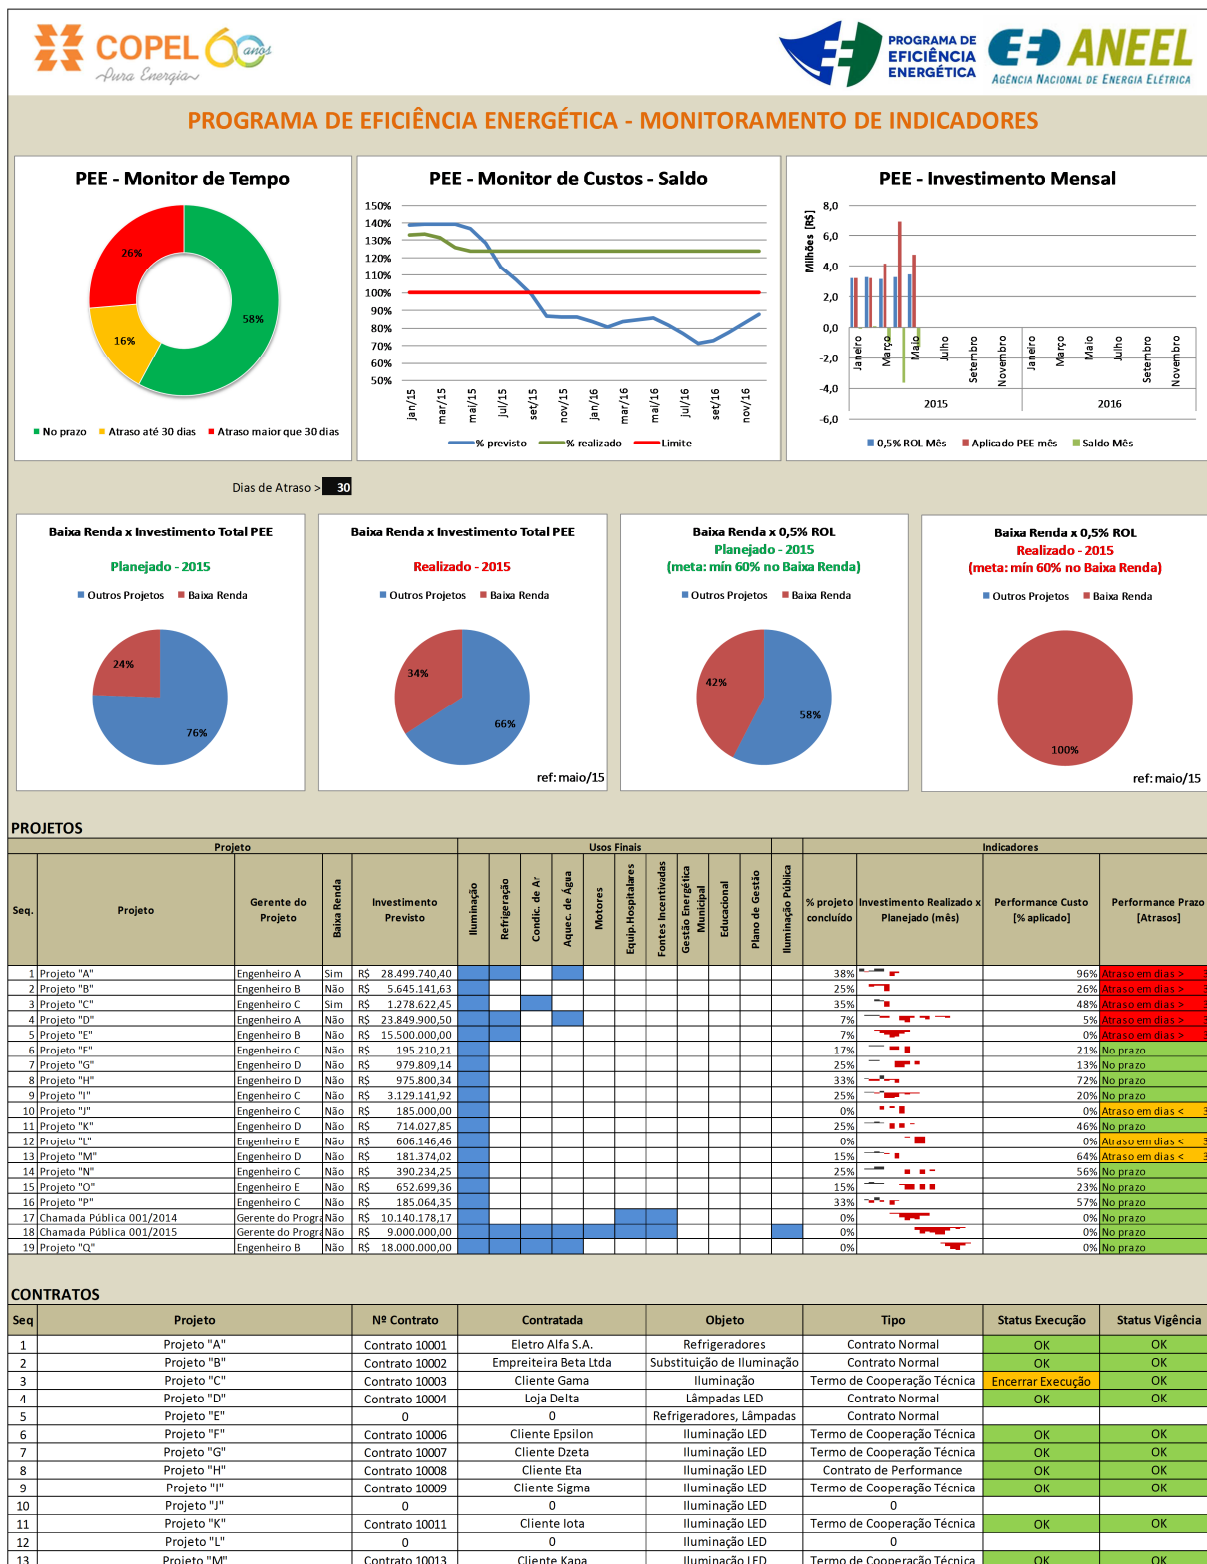 COPEL 60 anos
Pura Energia
PROGRAMA DE
EFICIÊNCIA
ENERGÉTICA
ANEEL
AGÊNCIA NACIONAL DE ENERGIA ELÉTRICA
PROGRAMA DE EFICIÊNCIA ENERGÉTICA - MONITORAMENTO DE INDICADORES
PEE - Monitor de Tempo
26%
58%
16%
No prazo Atraso até 30 dias Atraso maior que 30 dias
PEE - Monitor de Custos - Saldo
150%
140%
130%
120%
110%
100%
90%
80%
70%
60%
50%
jan/15 mar/15 mai/15 jul/15 set/15 nov/15 jan/16 mar/16 mai/16 jul/16 set/16 nov/16
% previsto % realizado Limite
PEE - Investimento Mensal
Milhões [R$]
8,0
6,0
4,0
2,0
0,0
-2,0
-4,0
-6,0
Janeiro Março Maio Julho Setembro Novembro Janeiro Março Maio Julho Setembro Novembro
2015 2016
0,5% ROL Mês Aplicado PEE mês Saldo Mês
Dias de Atraso > 30
Baixa Renda x Investimento Total PEE
Planejado - 2015
Outros Projetos Baixa Renda
24%
76%
Baixa Renda x Investimento Total PEE
Realizado - 2015
Outros Projetos Baixa Renda
34%
66%
ref: maio/15
Baixa Renda x 0,5% ROL
Planejado - 2015
(meta: mín 60% no Baixa Renda)
Outros Projetos Baixa Renda
42%
58%
Baixa Renda x 0,5% ROL
Realizado - 2015
(meta: mín 60% no Baixa Renda)
Outros Projetos Baixa Renda
100%
ref: maio/15
PROJETOS
Projeto Usos Finais Indicadores
Seq. Projeto Gerente do Projeto Baixa Renda Investimento Previsto Iluminação Refrigeração Condic. de Ar Aquec. de Água Motores Equip.Hospitalares Fontes Incentivadas Gestão Energética Municipal Educacional Plano de Gestão Iluminação Pública % projeto concluído Investimento Realizado x Planejado (mês) Performance Custo [% aplicado] Performance Prazo [Atrasos]
1 Projeto "A" Engenheiro A Sim R$ 28.499.740,40 38% 96% Atraso em dias > 3
2 Projeto "B" Engenheiro B Não R$ 5.645.141,63 25% 26% Atraso em dias > 3
3 Projeto "C" Engenheiro C Sim R$ 1.278.622,45 35% 48% Atraso em dias > 3
4 Projeto "D" Engenheiro A Não R$ 23.849.900,50 7% 5% Atraso em dias > 3
5 Projeto "E" Engenheiro B Não R$ 15.500.000,00 7% 0% Atraso em dias > 3
6 Projeto "F" Engenheiro C Não R$ 195.210,21 17% 21% No prazo
7 Projeto "G" Engenheiro D Não R$ 979.809,14 25% 13% No prazo
8 Projeto "H" Engenheiro D Não R$ 975.800,34 33% 72% No prazo
9 Projeto "I" Engenheiro C Não R$ 3.129.141,92 25% 20% No prazo
10 Projeto "J" Engenheiro C Não R$ 185.000,00 0% 0% Atraso em dias < 3
11 Projeto "K" Engenheiro D Não R$ 714.027,85 25% 46% No prazo
12 Projeto "L" Engenheiro E Não R$ 606.146,46 0% 0% Atraso em dias < 3
13 Projeto "M" Engenheiro D Não R$ 181.374,02 15% 64% Atraso em dias < 3
14 Projeto "N" Engenheiro C Não R$ 390.234,25 25% 56% No prazo
15 Projeto "O" Engenheiro E Não R$ 652.699,36 15% 23% No prazo
16 Projeto "P" Engenheiro C Não R$ 185.064,35 33% 57% No prazo
17 Chamada Pública 001/2014 Gerente do Progra Não R$ 10.140.178,17 0% 0% No prazo
18 Chamada Pública 001/2015 Gerente do Progra Não R$ 9.000.000,00 0% 0% No prazo
19 Projeto "Q" Engenheiro B Não R$ 18.000.000,00 0% 0% No prazo
CONTRATOS
Seq Projeto Nº Contrato Contratada Objeto Tipo Status Execução Status Vigência
1 Projeto "A" Contrato 10001 Eletro Alfa S.A. Refrigeradores Contrato Normal OK OK
2 Projeto "B" Contrato 10002 Empreiteira Beta Ltda Substituição de Iluminação Contrato Normal OK OK
3 Projeto "C" Contrato 10003 Cliente Gama Iluminação Termo de Cooperação Técnica Encerrar Execução OK
4 Projeto "D" Contrato 10004 Loja Delta Lâmpadas LED Contrato Normal OK OK
5 Projeto "E" 0 0 Refrigeradores, Lâmpadas Contrato Normal
6 Projeto "F" Contrato 10006 Cliente Epsilon Iluminação LED Termo de Cooperação Técnica OK OK
7 Projeto "G" Contrato 10007 Cliente Dzeta Iluminação LED Termo de Cooperação Técnica OK OK
8 Projeto "H" Contrato 10008 Cliente Eta Iluminação LED Contrato de Performance OK OK
9 Projeto "I" Contrato 10009 Cliente Sigma Iluminação LED Termo de Cooperação Técnica OK OK
10 Projeto "J" 0 0 Iluminação LED 0
11 Projeto "K" Contrato 10011 Cliente Iota Iluminação LED Termo de Cooperação Técnica OK OK
12 Projeto "L" 0 0 Iluminação LED 0
13 Projeto "M" Contrato 10013 Cliente Kapa Iluminação LED Termo de Cooperação Técnica OK OK